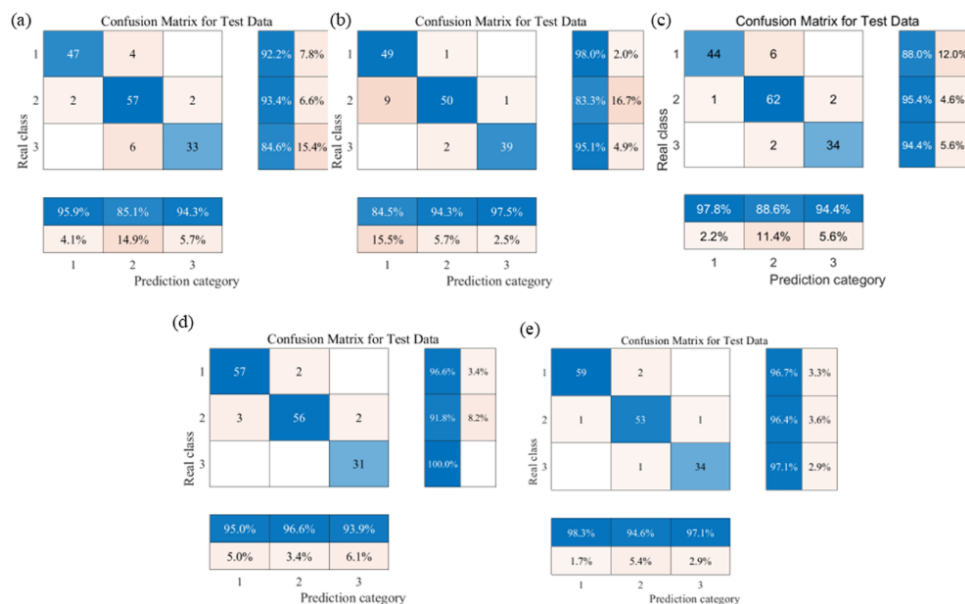 (a)
Confusion Matrix for Test Data
1 47 4 92.2% 7.8%
2 2 57 2 93.4% 6.6%
3 6 33 84.6% 15.4%
Real class
95.9% 85.1% 94.3%
4.1% 14.9% 5.7%
1 2 3
Prediction category
(b)
Confusion Matrix for Test Data
1 49 1 98.0% 2.0%
2 9 50 1 83.3% 16.7%
3 2 39 95.1% 4.9%
Real class
84.5% 94.3% 97.5%
15.5% 5.7% 2.5%
1 2 3
Prediction category
(c)
Confusion Matrix for Test Data
1 44 6 88.0% 12.0%
2 1 62 2 95.4% 4.6%
3 2 34 94.4% 5.6%
Real class
97.8% 88.6% 94.4%
2.2% 11.4% 5.6%
1 2 3
Prediction category
(d)
Confusion Matrix for Test Data
1 57 2 96.6% 3.4%
2 3 56 2 91.8% 8.2%
3 31 100.0%
Real class
95.0% 96.6% 93.9%
5.0% 3.4% 6.1%
1 2 3
Prediction category
(e)
Confusion Matrix for Test Data
1 59 2 96.7% 3.3%
2 1 53 1 96.4% 3.6%
3 1 34 97.1% 2.9%
Real class
98.3% 94.6% 97.1%
1.7% 5.4% 2.9%
1 2 3
Prediction category